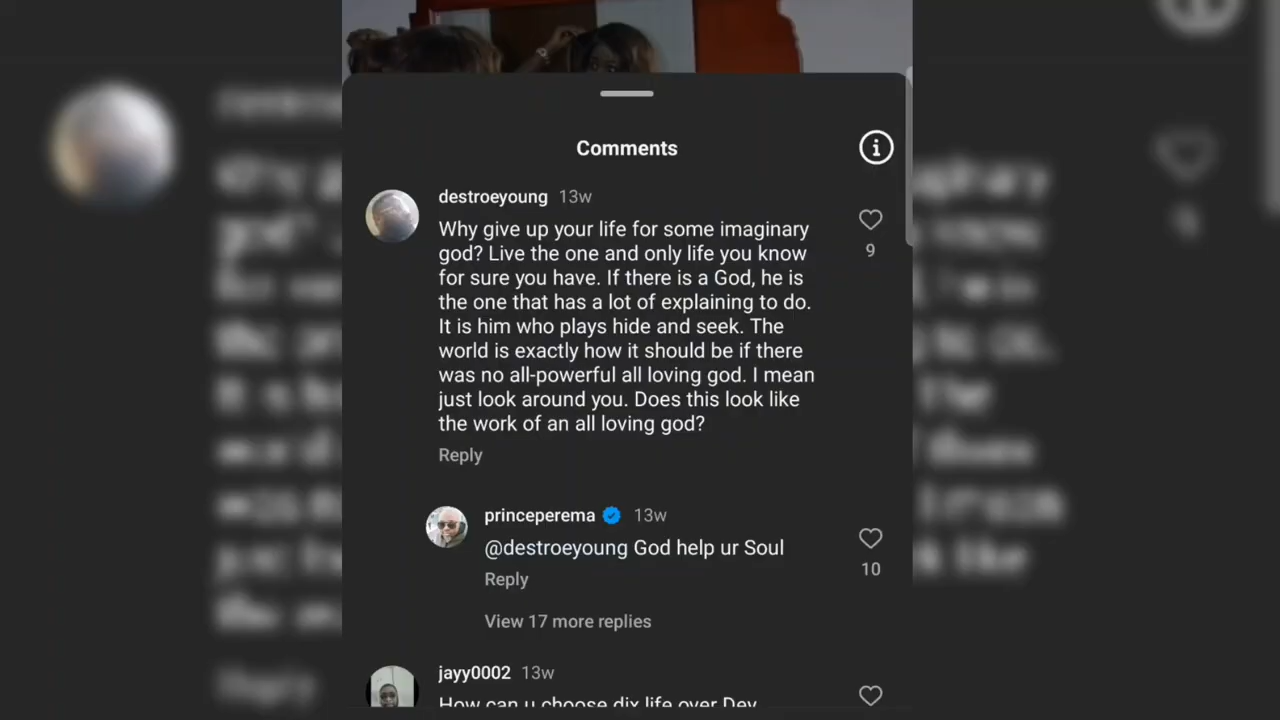 Comments
destroeyoung 13w
Why give up your life for some imaginary
god? Live the one and only life you know
for sure you have. If there is a God, he is
the one that has a lot of explaining to do.
It is him who plays hide and seek. The
world is exactly how it should be if there
was no all-powerful all loving god. I mean
just look around you. Does this look like
the work of an all loving god?
9
Reply
princeperema 13w
@destroeyoung God help ur Soul
10
Reply
View 17 more replies
jayy0002 13w
How can u choose dix life over Dey